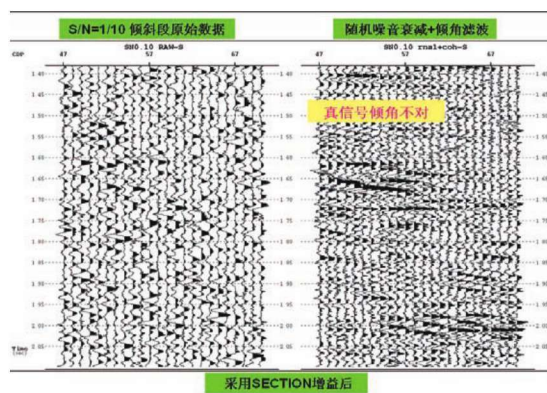 S/N=1/10 倾斜段原始数据
随机噪音衰减+倾角滤波
SN0.10 RAW-S
SN0.10 rna1+coh-S
CDP 47 57 67
47 57 67
真信号倾角不对
1.40
1.45
1.50
1.55
1.60
1.65
1.70
1.75
1.80
1.85
1.90
1.95
2.00
2.05
采用SECTION增益后